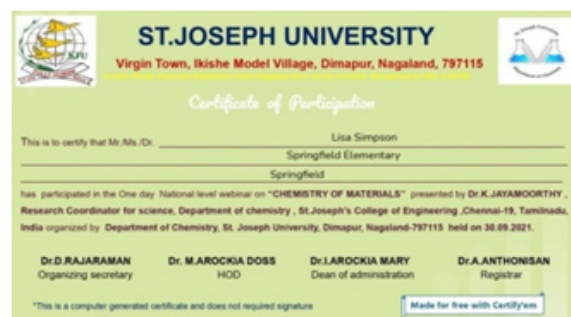 ST.JOSEPH UNIVERSITY
Virgin Town, Ikishe Model Village, Dimapur, Nagaland, 797115
Certificate of Participation
This is to certify that Mr./Ms./Dr. Lisa Simpson
Springfield Elementary
Springfield
has participated in the One day National level webinar on "CHEMISTRY OF MATERIALS" presented by Dr.K.JAYAMOORTHY ,
Research Coordinator for science, Department of chemistry , St.Joseph's College of Engineering ,Chennai-19, Tamilnadu,
India organized by Department of Chemistry, St. Joseph University, Dimapur, Nagaland-797115 held on 30.09.2021.
Dr.D.RAJARAMAN Dr. M.AROCKIA DOSS Dr.I.AROCKIA MARY Dr.A.ANTHONISAN
Organizing secretary HOD Dean of administration Registrar
"This is a computer generated certificate and does not required signature
Made for free with Certify'em